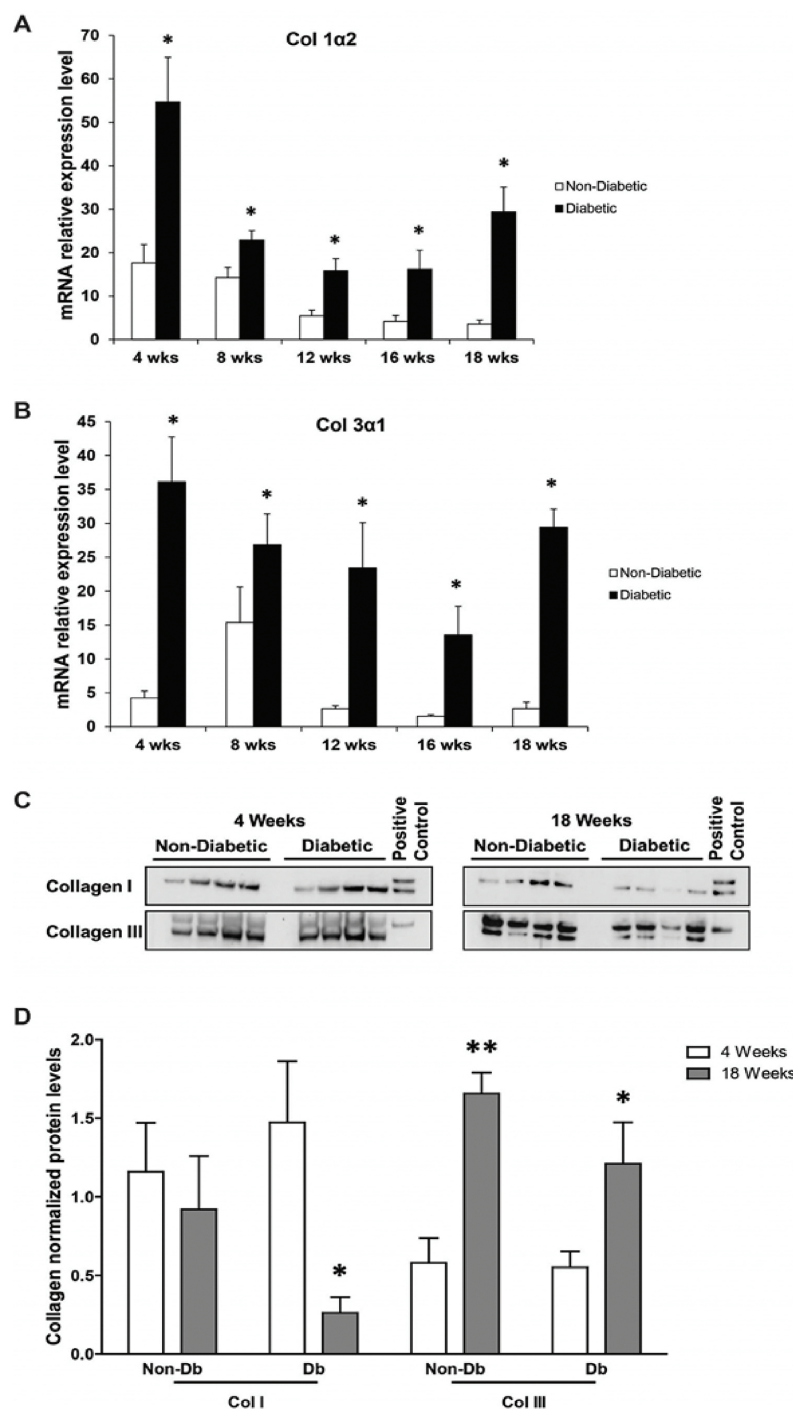 A
Col 1α2
mRNA relative expression level
70
60
50
40
30
20
10
0
*
*
*
*
*
4 wks
8 wks
12 wks
16 wks
18 wks
Non-Diabetic
Diabetic
B
Col 3α1
mRNA relative expression level
45
40
35
30
25
20
15
10
5
0
*
*
*
*
*
4 wks
8 wks
12 wks
16 wks
18 wks
Non-Diabetic
Diabetic
C
4 Weeks
Non-Diabetic
Diabetic
Positive
Control
18 Weeks
Non-Diabetic
Diabetic
Positive
Control
Collagen I
Collagen III
D
Collagen normalized protein levels
2.0
1.5
1.0
0.5
0.0
*
**
*
4 Weeks
18 Weeks
Non-Db
Db
Non-Db
Db
Col I
Col III